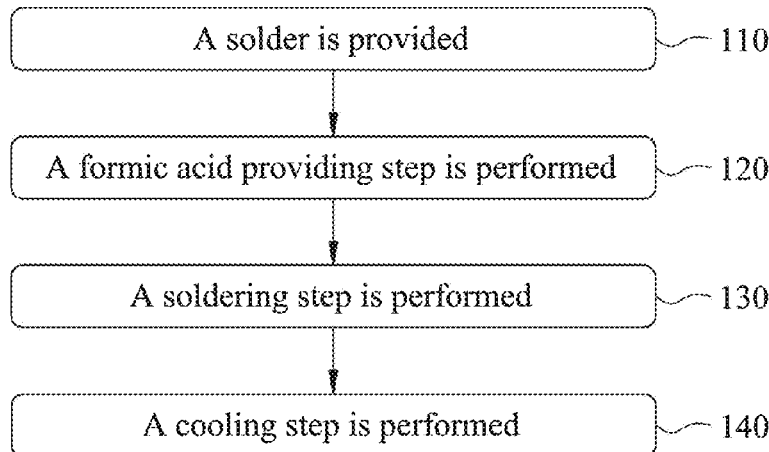 A solder is provided 110
A formic acid providing step is performed 120
A soldering step is performed 130
A cooling step is performed 140